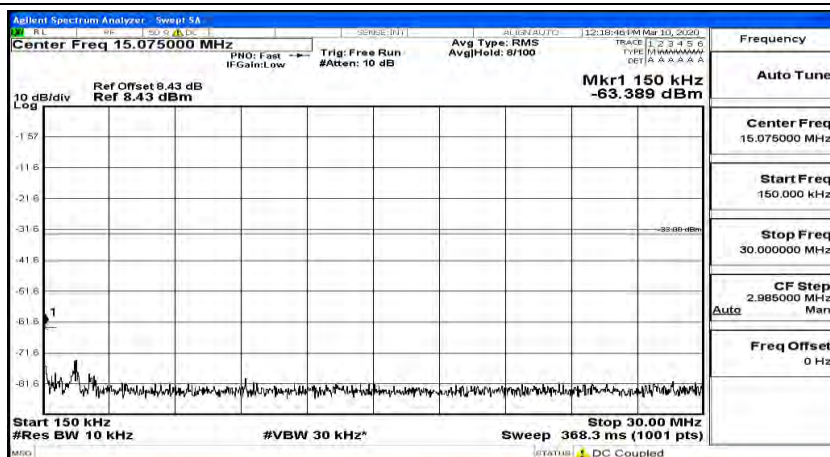 Agilent Spectrum Analyzer - Swept SA
RL RF 50 Ω DC SENSE:INT ALIGN AUTO 12:18:46 PM Mar 10, 2020
Center Freq 15.075000 MHz
PNO: Fast
IFGain:Low
Trig: Free Run
#Atten: 10 dB
Avg Type: RMS
Avg|Hold: 8/100
TRACE 1 2 3 4 5 6
TYPE M
DET A A A A A A
Ref Offset 8.43 dB
10 dB/div Ref 8.43 dBm
Log
Mkr1 150 kHz
-63.389 dBm
-1.57
-11.6
-21.6
-31.6
-33.00 dBm
-41.6
-51.6
-61.6
1
-71.6
-81.6
Start 150 kHz
Stop 30.00 MHz
#Res BW 10 kHz
#VBW 30 kHz*
Sweep 368.3 ms (1001 pts)
MSG
STATUS DC Coupled
Frequency
Auto Tune
Center Freq
15.075000 MHz
Start Freq
150.000 kHz
Stop Freq
30.000000 MHz
CF Step
2.985000 MHz
Auto Man
Freq Offset
0 Hz